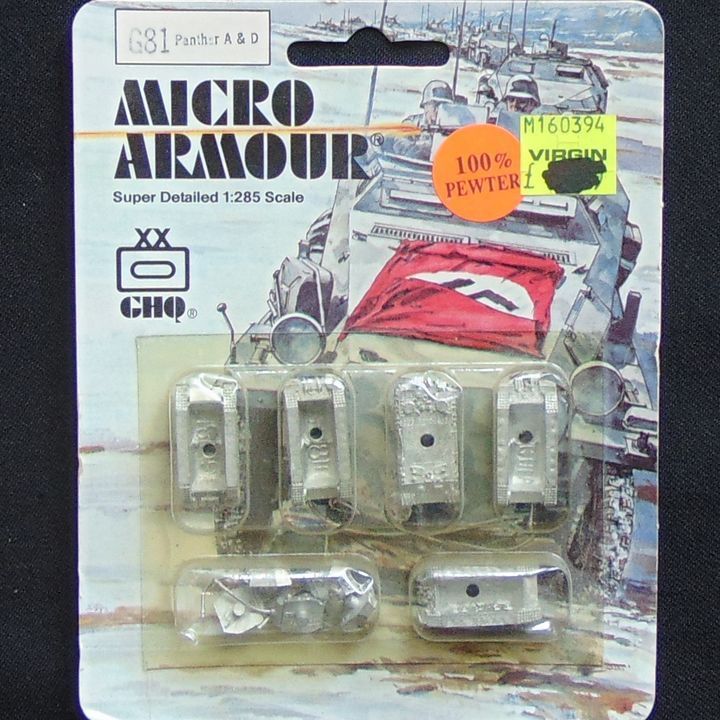 G81 Panther A & D
MICRO
ARMOUR®
Super Detailed 1:285 Scale
XX
GHQ®
100%
PEWTER
M160394
VIRGIN
£